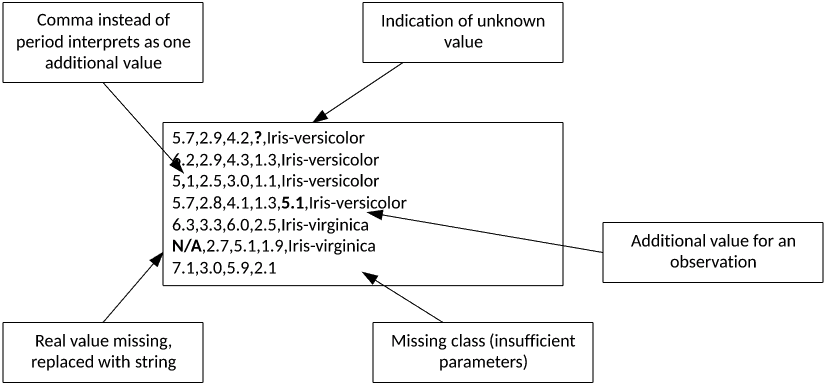 Comma instead of
period interprets as one
additional value
Indication of unknown
value
5.7,2.9,4.2,?,Iris-versicolor
6.2,2.9,4.3,1.3,Iris-versicolor
5,1,2.5,3.0,1.1,Iris-versicolor
5.7,2.8,4.1,1.3,5.1,Iris-versicolor
6.3,3.3,6.0,2.5,Iris-virginica
N/A,2.7,5.1,1.9,Iris-virginica
7.1,3.0,5.9,2.1
Additional value for an
observation
Real value missing,
replaced with string
Missing class (insufficient
parameters)